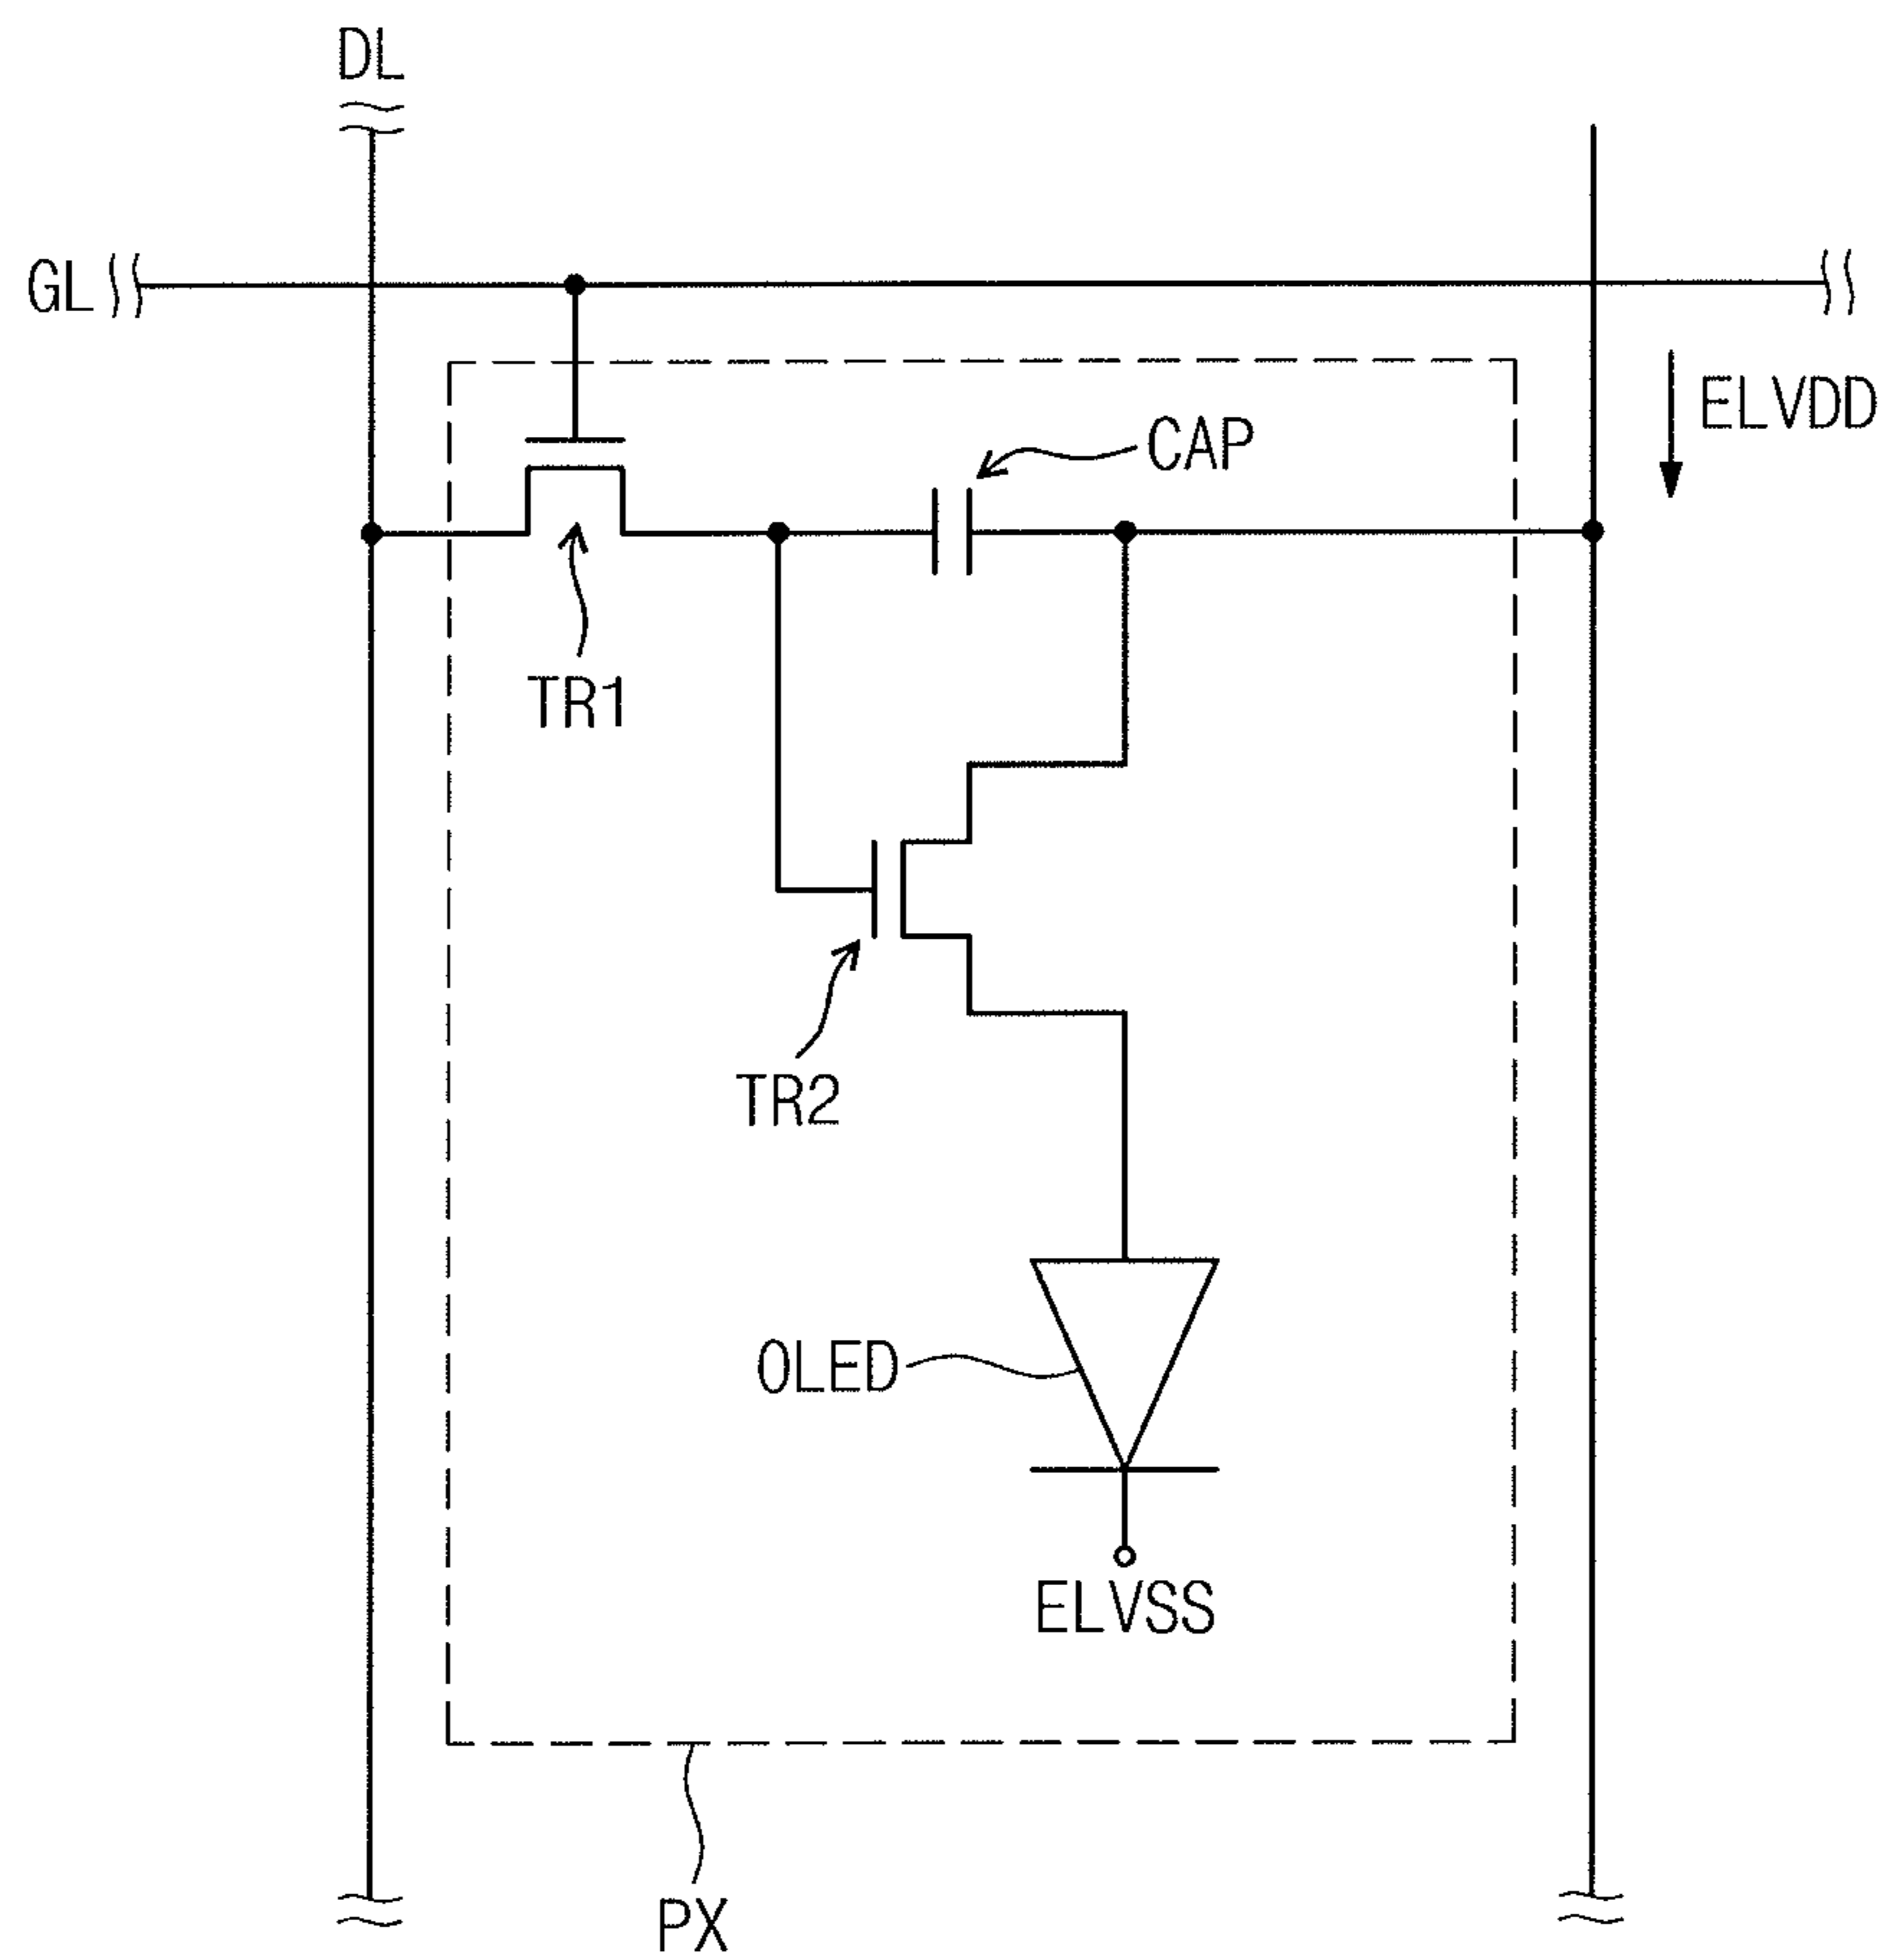 DL
GL
ELVDD
CAP
TR1
TR2
OLED
ELVSS
PX